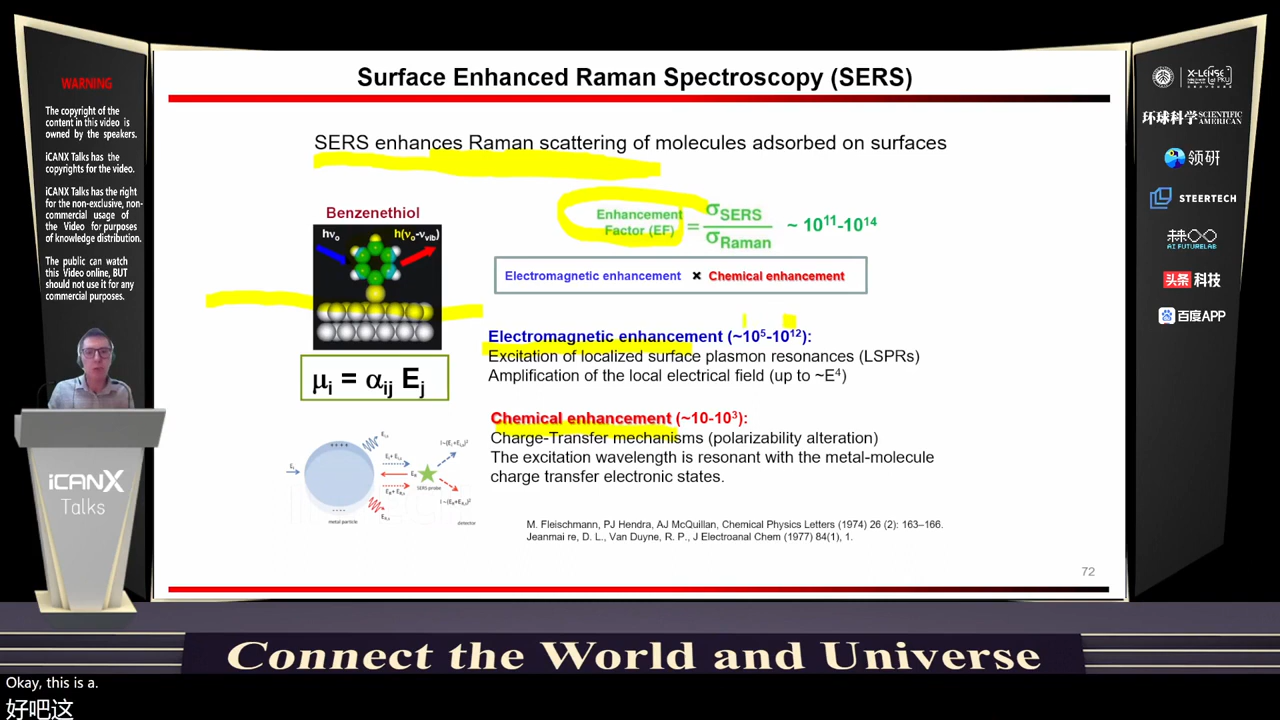 WARNING
The copyright of the
content in this video is
owned by the speakers.
iCANX Talks has the
copyrights for the video.
iCANX Talks has the right
for the non-exclusive, non-
commercial usage of
the Video for purposes
of knowledge distribution.
The public can watch
this Video online, BUT
should not use it for any
commercial purposes.
iCANX
Talks
Surface Enhanced Raman Spectroscopy (SERS)
SERS enhances Raman scattering of molecules adsorbed on surfaces
Benzenethiol
hνo
h(νo-νvib)
μi = αij Ej
Enhancement
Factor (EF)
= σSERS / σRaman ~ 10¹¹-10¹⁴
Electromagnetic enhancement × Chemical enhancement
Electromagnetic enhancement (~10⁵-10¹²):
Excitation of localized surface plasmon resonances (LSPRs)
Amplification of the local electrical field (up to ~E⁴)
Chemical enhancement (~10-10³):
Charge-Transfer mechanisms (polarizability alteration)
The excitation wavelength is resonant with the metal-molecule
charge transfer electronic states.
metal particle
SERS probe
detector
M. Fleischmann, PJ Hendra, AJ McQuillan, Chemical Physics Letters (1974) 26 (2): 163–166.
Jeanmai re, D. L., Van Duyne, R. P., J Electroanal Chem (1977) 84(1), 1.
72
X-LENSE
环球科学 SCIENTIFIC AMERICAN
领研
STEERTECH
AI FUTURELAB
头条 科技
百度APP
Connect the World and Universe
Okay, this is a.
好吧这